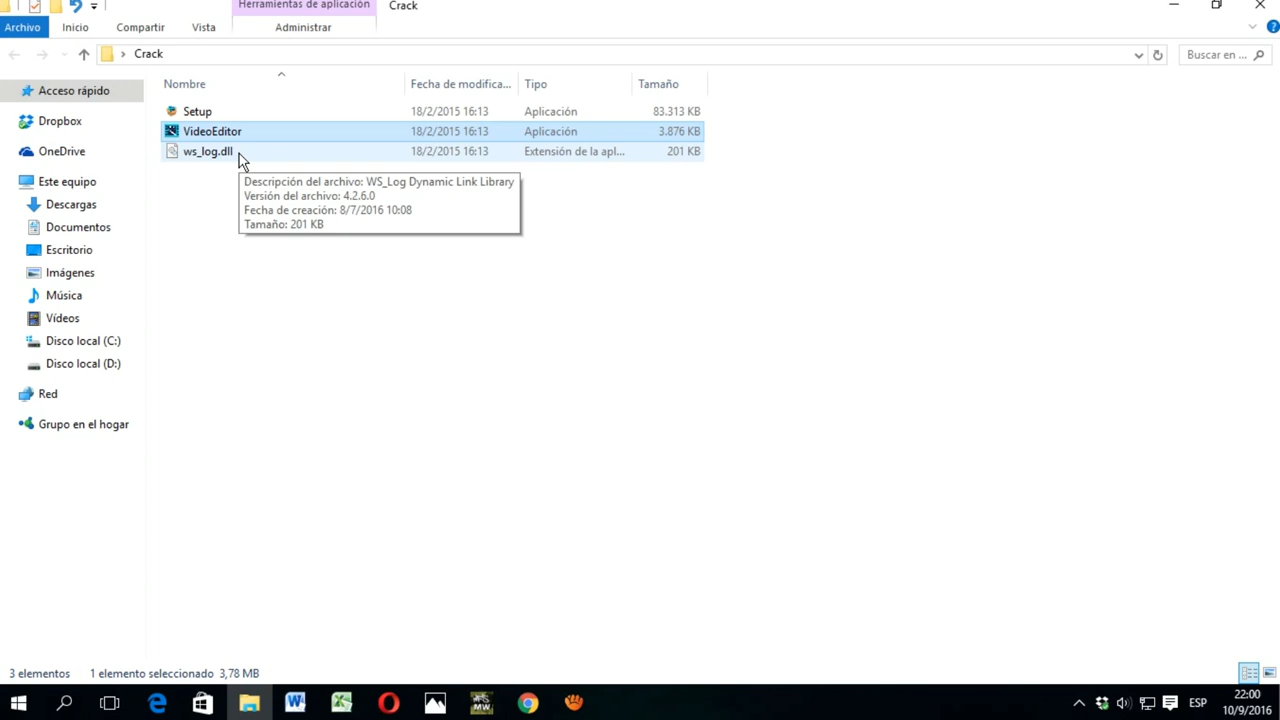 Herramientas de aplicación
Crack
Archivo
Inicio
Compartir
Vista
Administrar
Crack
Buscar en ...
Nombre
Fecha de modifica...
Tipo
Tamaño
Acceso rápido
Dropbox
OneDrive
Este equipo
Descargas
Documentos
Escritorio
Imágenes
Música
Vídeos
Disco local (C:)
Disco local (D:)
Red
Grupo en el hogar
Setup 18/2/2015 16:13 Aplicación 83.313 KB
VideoEditor 18/2/2015 16:13 Aplicación 3.876 KB
ws_log.dll 18/2/2015 16:13 Extensión de la apl... 201 KB
Descripción del archivo: WS_Log Dynamic Link Library
Versión del archivo: 4.2.6.0
Fecha de creación: 8/7/2016 10:08
Tamaño: 201 KB
3 elementos 1 elemento seleccionado 3,78 MB
MW
ESP
22:00
10/9/2016